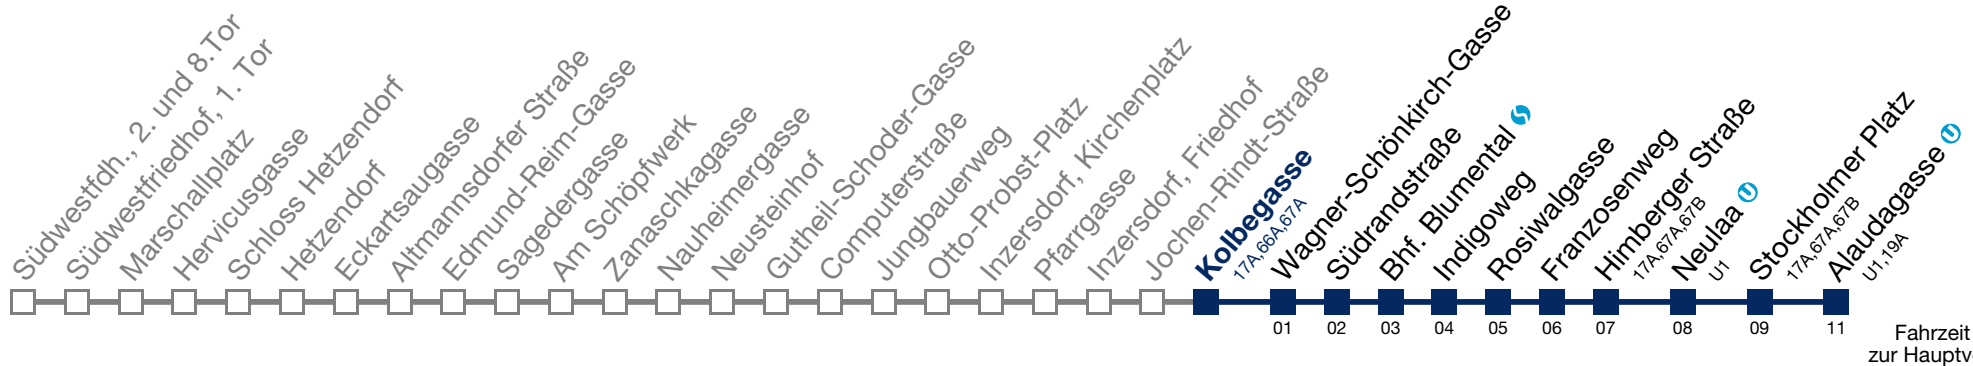 Südwestfdh., 2. und 8.Tor
Südwestfriedhof, 1. Tor
Marschallplatz
Hervicusgasse
Schloss Hetzendorf
Hetzendorf
Eckartsaugasse
Altmannsdorfer Straße
Edmund-Reim-Gasse
Sagedergasse
Am Schöpfwerk
Zanaschkagasse
Nauheimergasse
Neusteinhof
Gutheil-Schoder-Gasse
Computerstraße
Jungbauerweg
Otto-Probst-Platz
Inzersdorf, Kirchenplatz
Pfarrgasse
Inzersdorf, Friedhof
Jochen-Rindt-Straße
Kolbegasse
17A,66A,67A
Wagner-Schönkirch-Gasse
Südrandstraße
Bhf. Blumental S
Indigoweg
Rosiwalgasse
Franzosenweg
Himberger Straße
17A,67A,67B
Neulaa U
U1
Stockholmer Platz
17A,67A,67B
Alaudagasse U
U1,19A
01 02 03 04 05 06 07 08 09 11
Fahrzeit
zur Hauptv